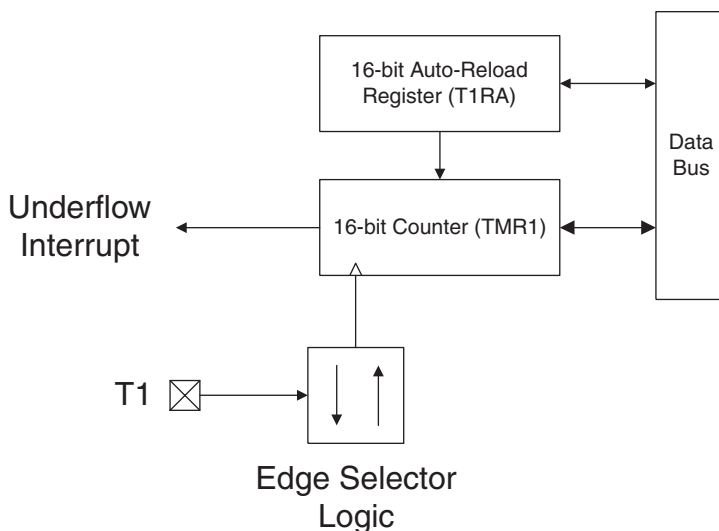 16-bit Auto-Reload
Register (T1RA)
Data
Bus
Underflow
Interrupt
16-bit Counter (TMR1)
T1
Edge Selector
Logic